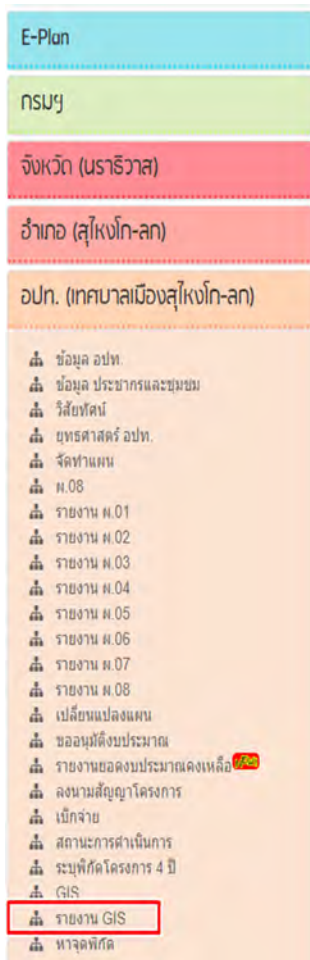 E-Plan
กรมฯ
จังหวัด (นราธิวาส)
อำเภอ (สุไหงโก-ลก)
อปท. (เทศบาลเมืองสุไหงโก-ลก)
ข้อมูล อปท.
ข้อมูล ประชากรและชุมชม
วิสัยทัศน์
ยุทธศาสตร์ อปท.
จัดทำแผน
ผ.08
รายงาน ผ.01
รายงาน ผ.02
รายงาน ผ.03
รายงาน ผ.04
รายงาน ผ.05
รายงาน ผ.06
รายงาน ผ.07
รายงาน ผ.08
เปลี่ยนแปลงแผน
ขออนุมัติงบประมาณ
รายงานยอดงบประมาณคงเหลือ
ลงนามสัญญาโครงการ
เบิกจ่าย
สถานะการดำเนินการ
ระบุพิกัดโครงการ 4 ปี
GIS
รายงาน GIS
หาจุดพิกัด